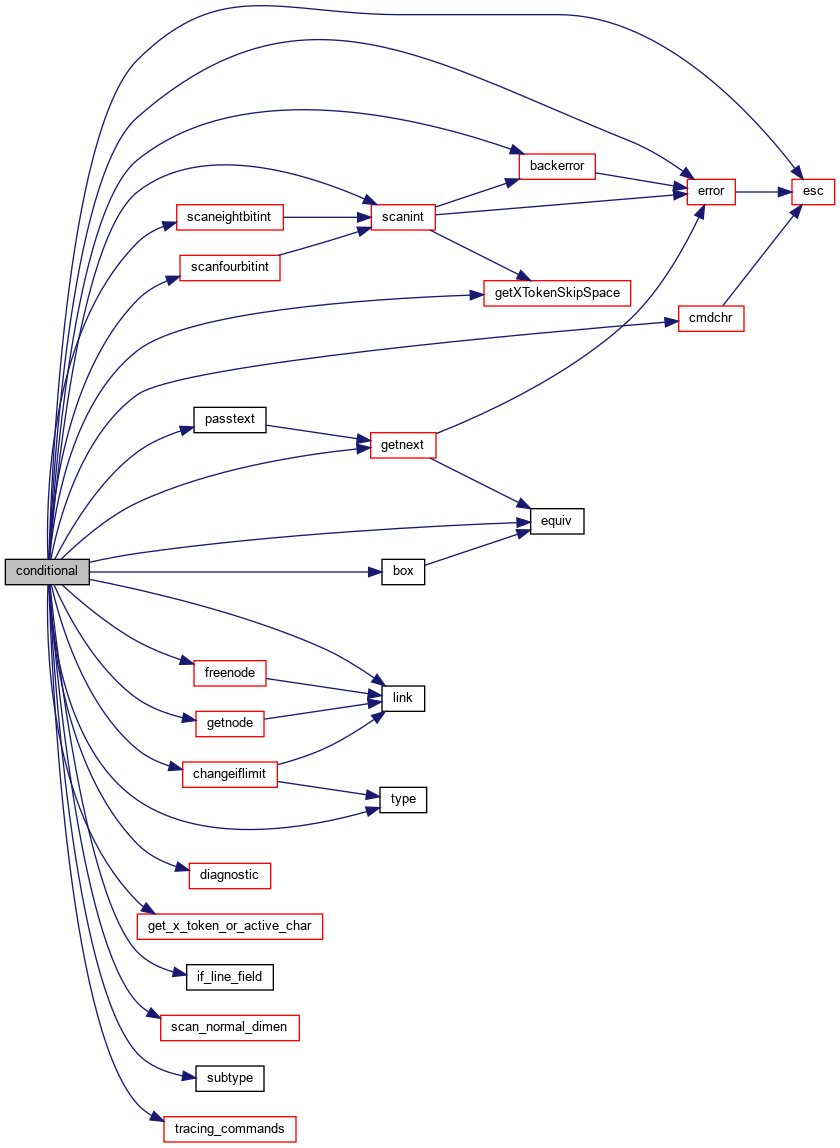 backerror
error
esc
scaneightbitint
scanint
scanfourbitint
getXTokenSkipSpace
cmdchr
passtext
getnext
equiv
conditional
box
freenode
link
getnode
changeiflimit
type
diagnostic
get_x_token_or_active_char
if_line_field
scan_normal_dimen
subtype
tracing_commands